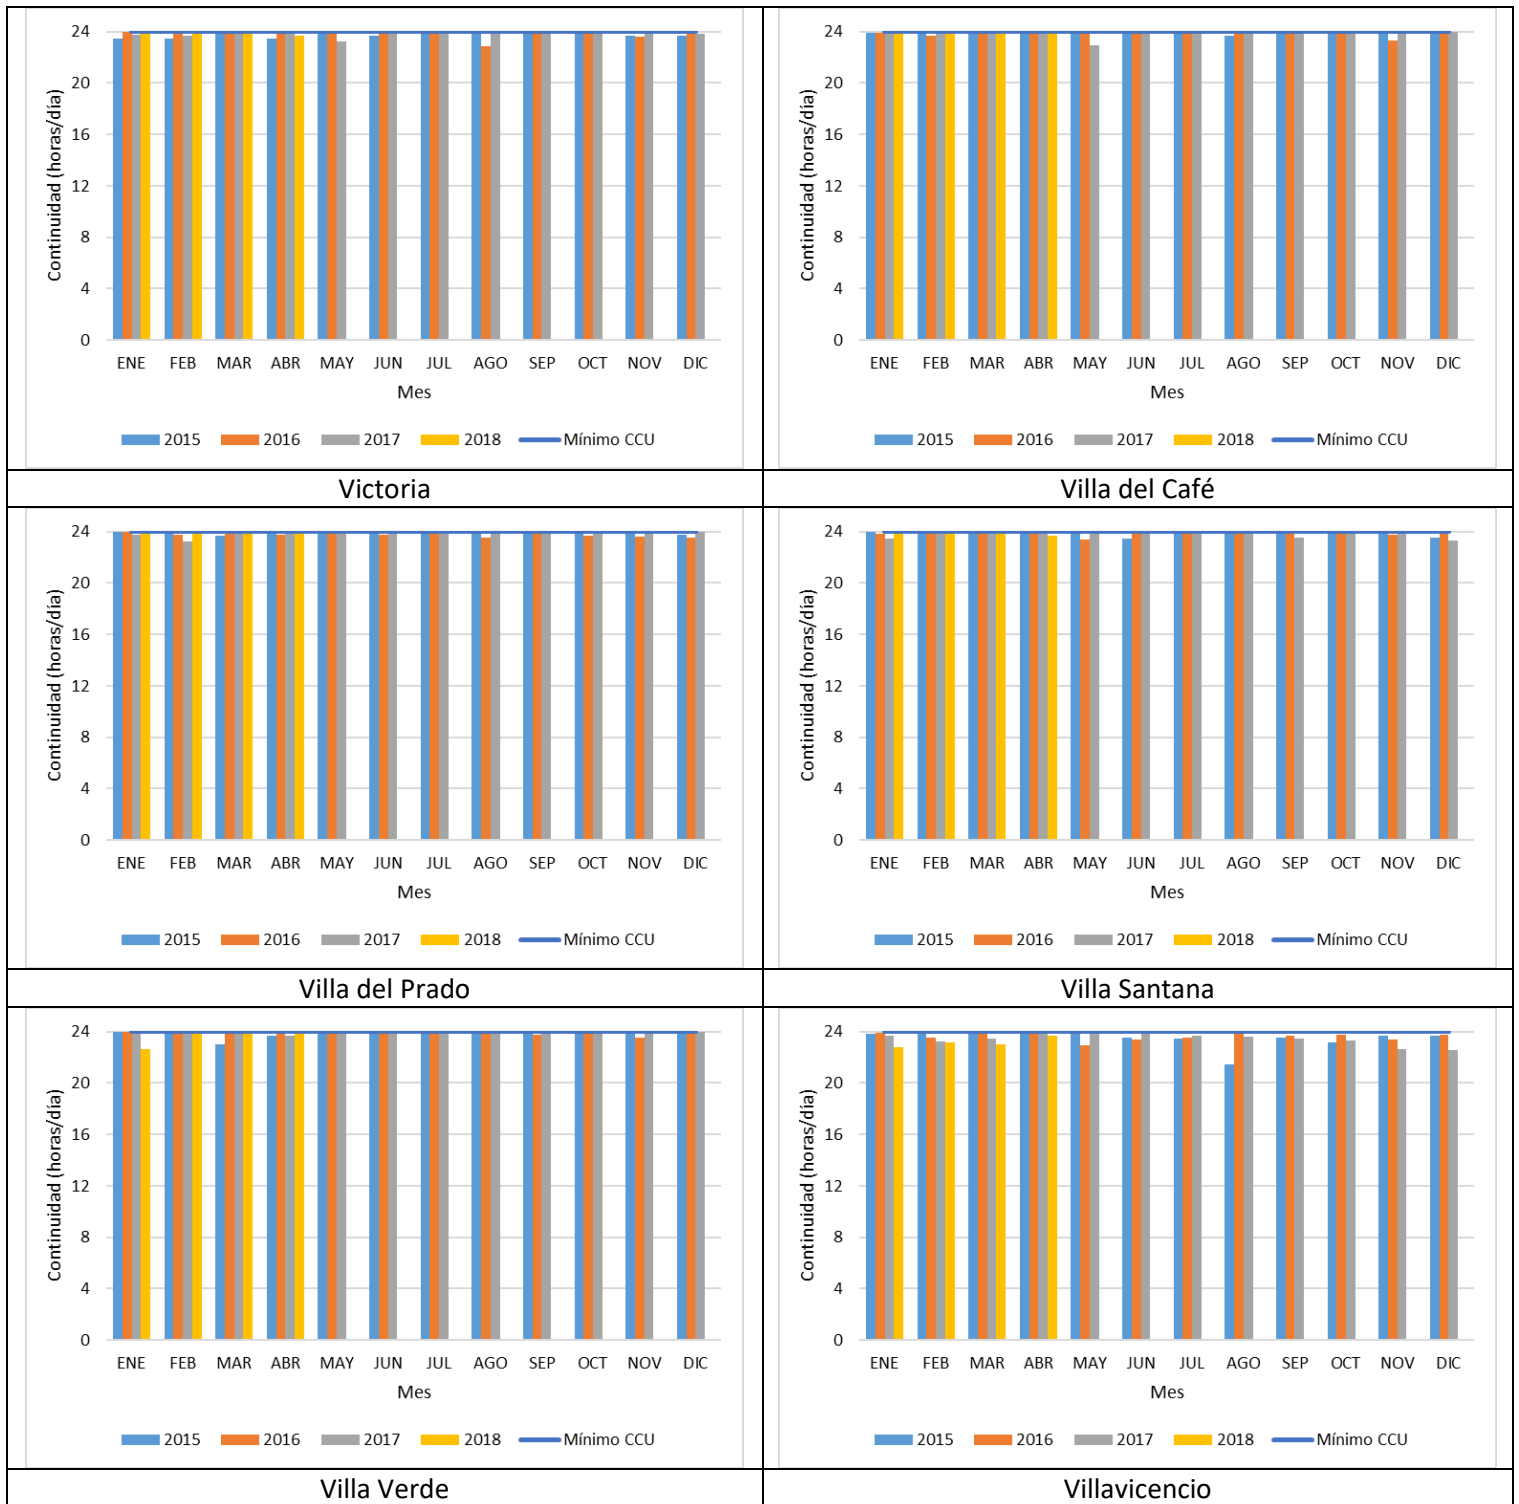 Continuidad (horas/día)
24
20
16
12
8
4
0
ENE FEB MAR ABR MAY JUN JUL AGO SEP OCT NOV DIC
Mes
2015 2016 2017 2018 Mínimo CCU
Victoria
Continuidad (horas/día)
24
20
16
12
8
4
0
ENE FEB MAR ABR MAY JUN JUL AGO SEP OCT NOV DIC
Mes
2015 2016 2017 2018 Mínimo CCU
Villa del Café
Continuidad (horas/día)
24
20
16
12
8
4
0
ENE FEB MAR ABR MAY JUN JUL AGO SEP OCT NOV DIC
Mes
2015 2016 2017 2018 Mínimo CCU
Villa del Prado
Continuidad (horas/día)
24
20
16
12
8
4
0
ENE FEB MAR ABR MAY JUN JUL AGO SEP OCT NOV DIC
Mes
2015 2016 2017 2018 Mínimo CCU
Villa Santana
Continuidad (horas/día)
24
20
16
12
8
4
0
ENE FEB MAR ABR MAY JUN JUL AGO SEP OCT NOV DIC
Mes
2015 2016 2017 2018 Mínimo CCU
Villa Verde
Continuidad (horas/día)
24
20
16
12
8
4
0
ENE FEB MAR ABR MAY JUN JUL AGO SEP OCT NOV DIC
Mes
2015 2016 2017 2018 Mínimo CCU
Villavicencio